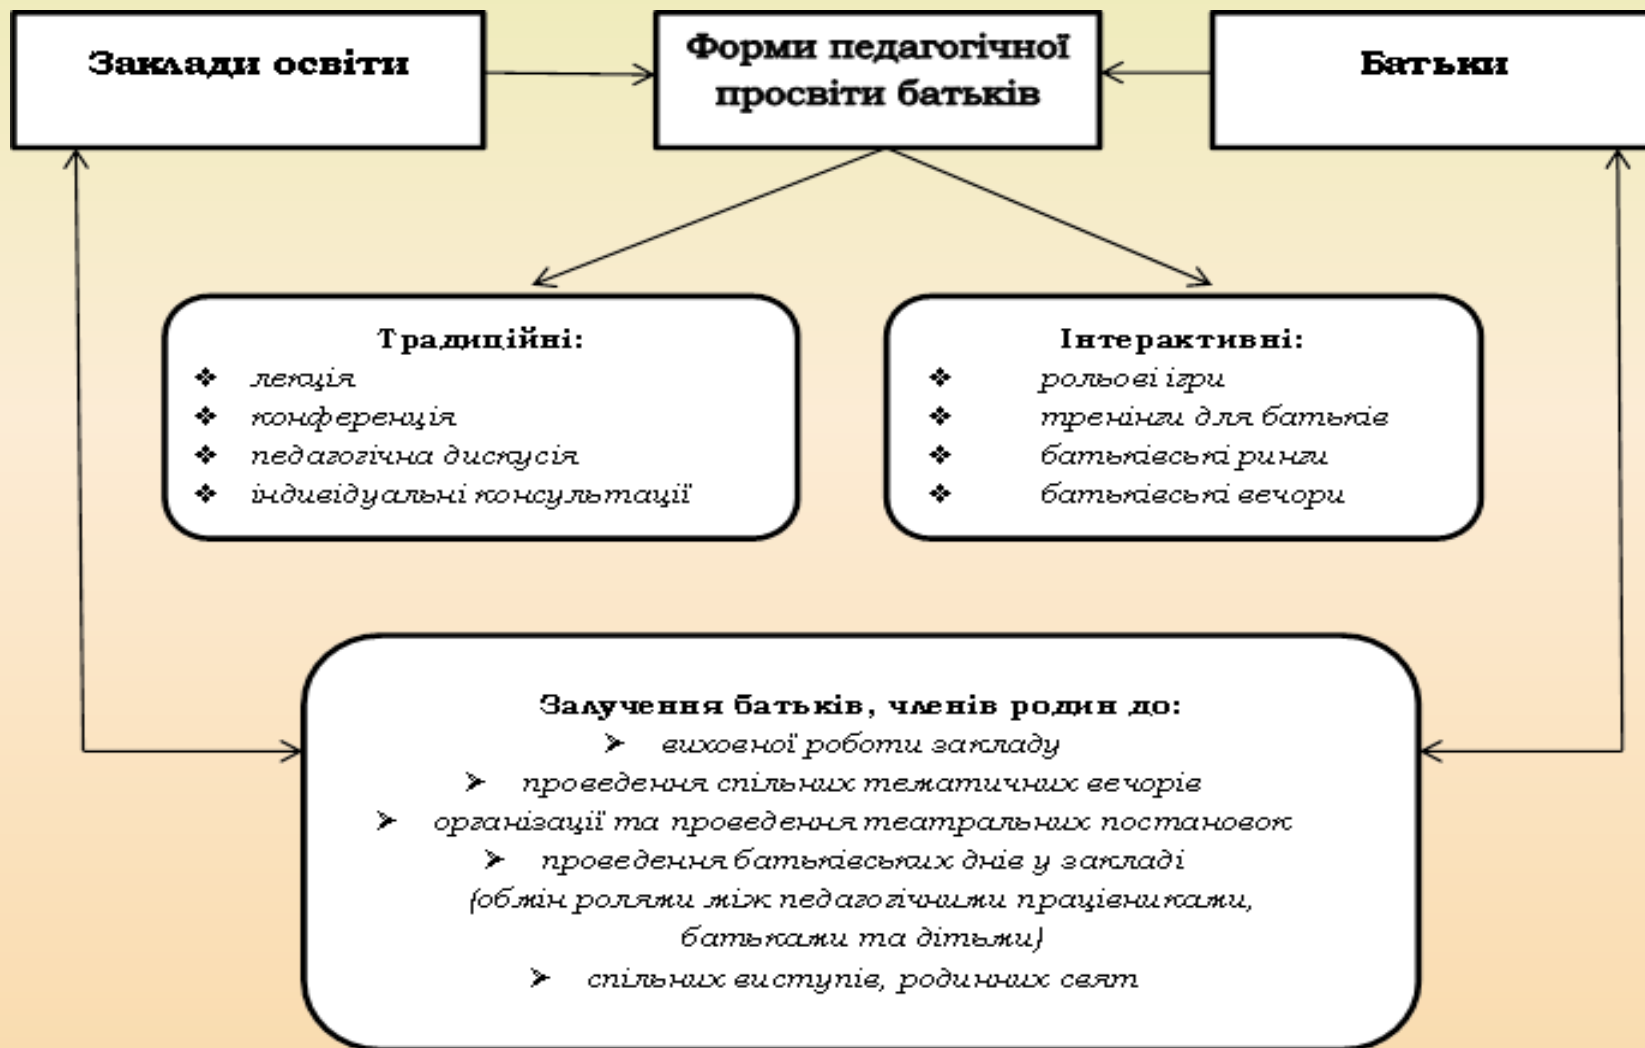 Заклади освіти
Форми педагогічної
просвіти батьків
Батьки
Традиційні:
❖ лекція
❖ конференція
❖ педагогічна дискусія
❖ індивідуальні консультації
Інтерактивні:
❖ рольові ігри
❖ тренінги для батьків
❖ батьківські ринги
❖ батьківські вечори
Залучення батьків, членів родин до:
➢ виховної роботи закладу
➢ проведення спільних тематичних вечорів
➢ організації та проведення театральних постановок
➢ проведення батьківських днів у закладі
(обмін ролями між педагогічними працівниками,
батьками та дітьми)
➢ спільних виступів, родинних свят